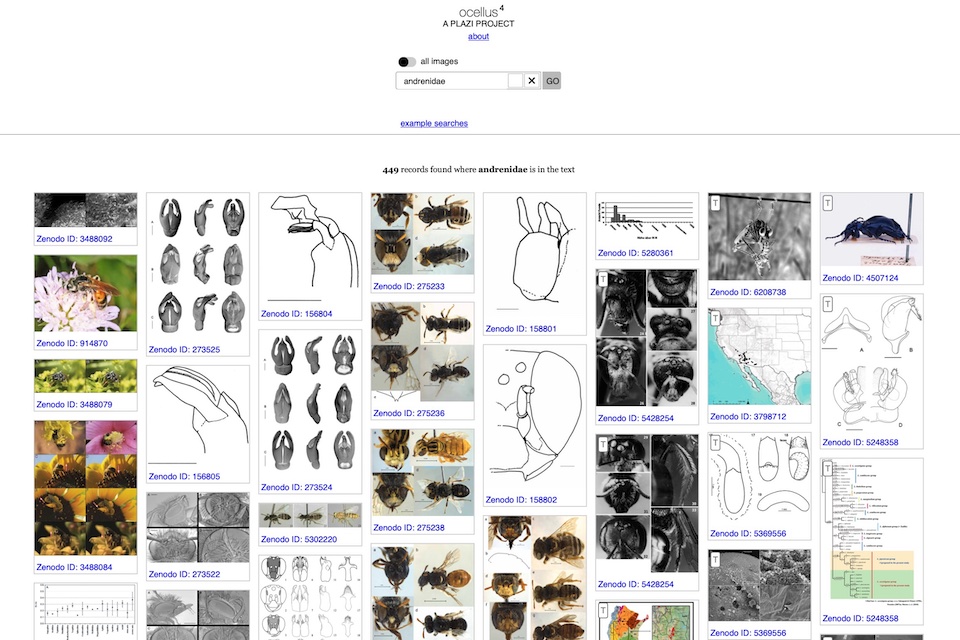 ocellus4
A PLAZI PROJECT
about
all images
andrenidae
✕
GO
example searches
449 records found where andrenidae is in the text
Zenodo ID: 3488092
Zenodo ID: 914870
Zenodo ID: 3488079
Zenodo ID: 3488084
Zenodo ID: 273525
Zenodo ID: 156805
Zenodo ID: 273522
Zenodo ID: 156804
Zenodo ID: 273524
Zenodo ID: 5302220
Zenodo ID: 275233
Zenodo ID: 275236
Zenodo ID: 275238
Zenodo ID: 158801
Zenodo ID: 158802
Zenodo ID: 5280361
T
Zenodo ID: 5428254
T
Zenodo ID: 5428254
T
Zenodo ID: 6208738
T
Zenodo ID: 3798712
T
Zenodo ID: 5369556
T
Zenodo ID: 5369556
T
Zenodo ID: 4507124
T
A
B
C
D
Zenodo ID: 5248358
T
Zenodo ID: 5248358